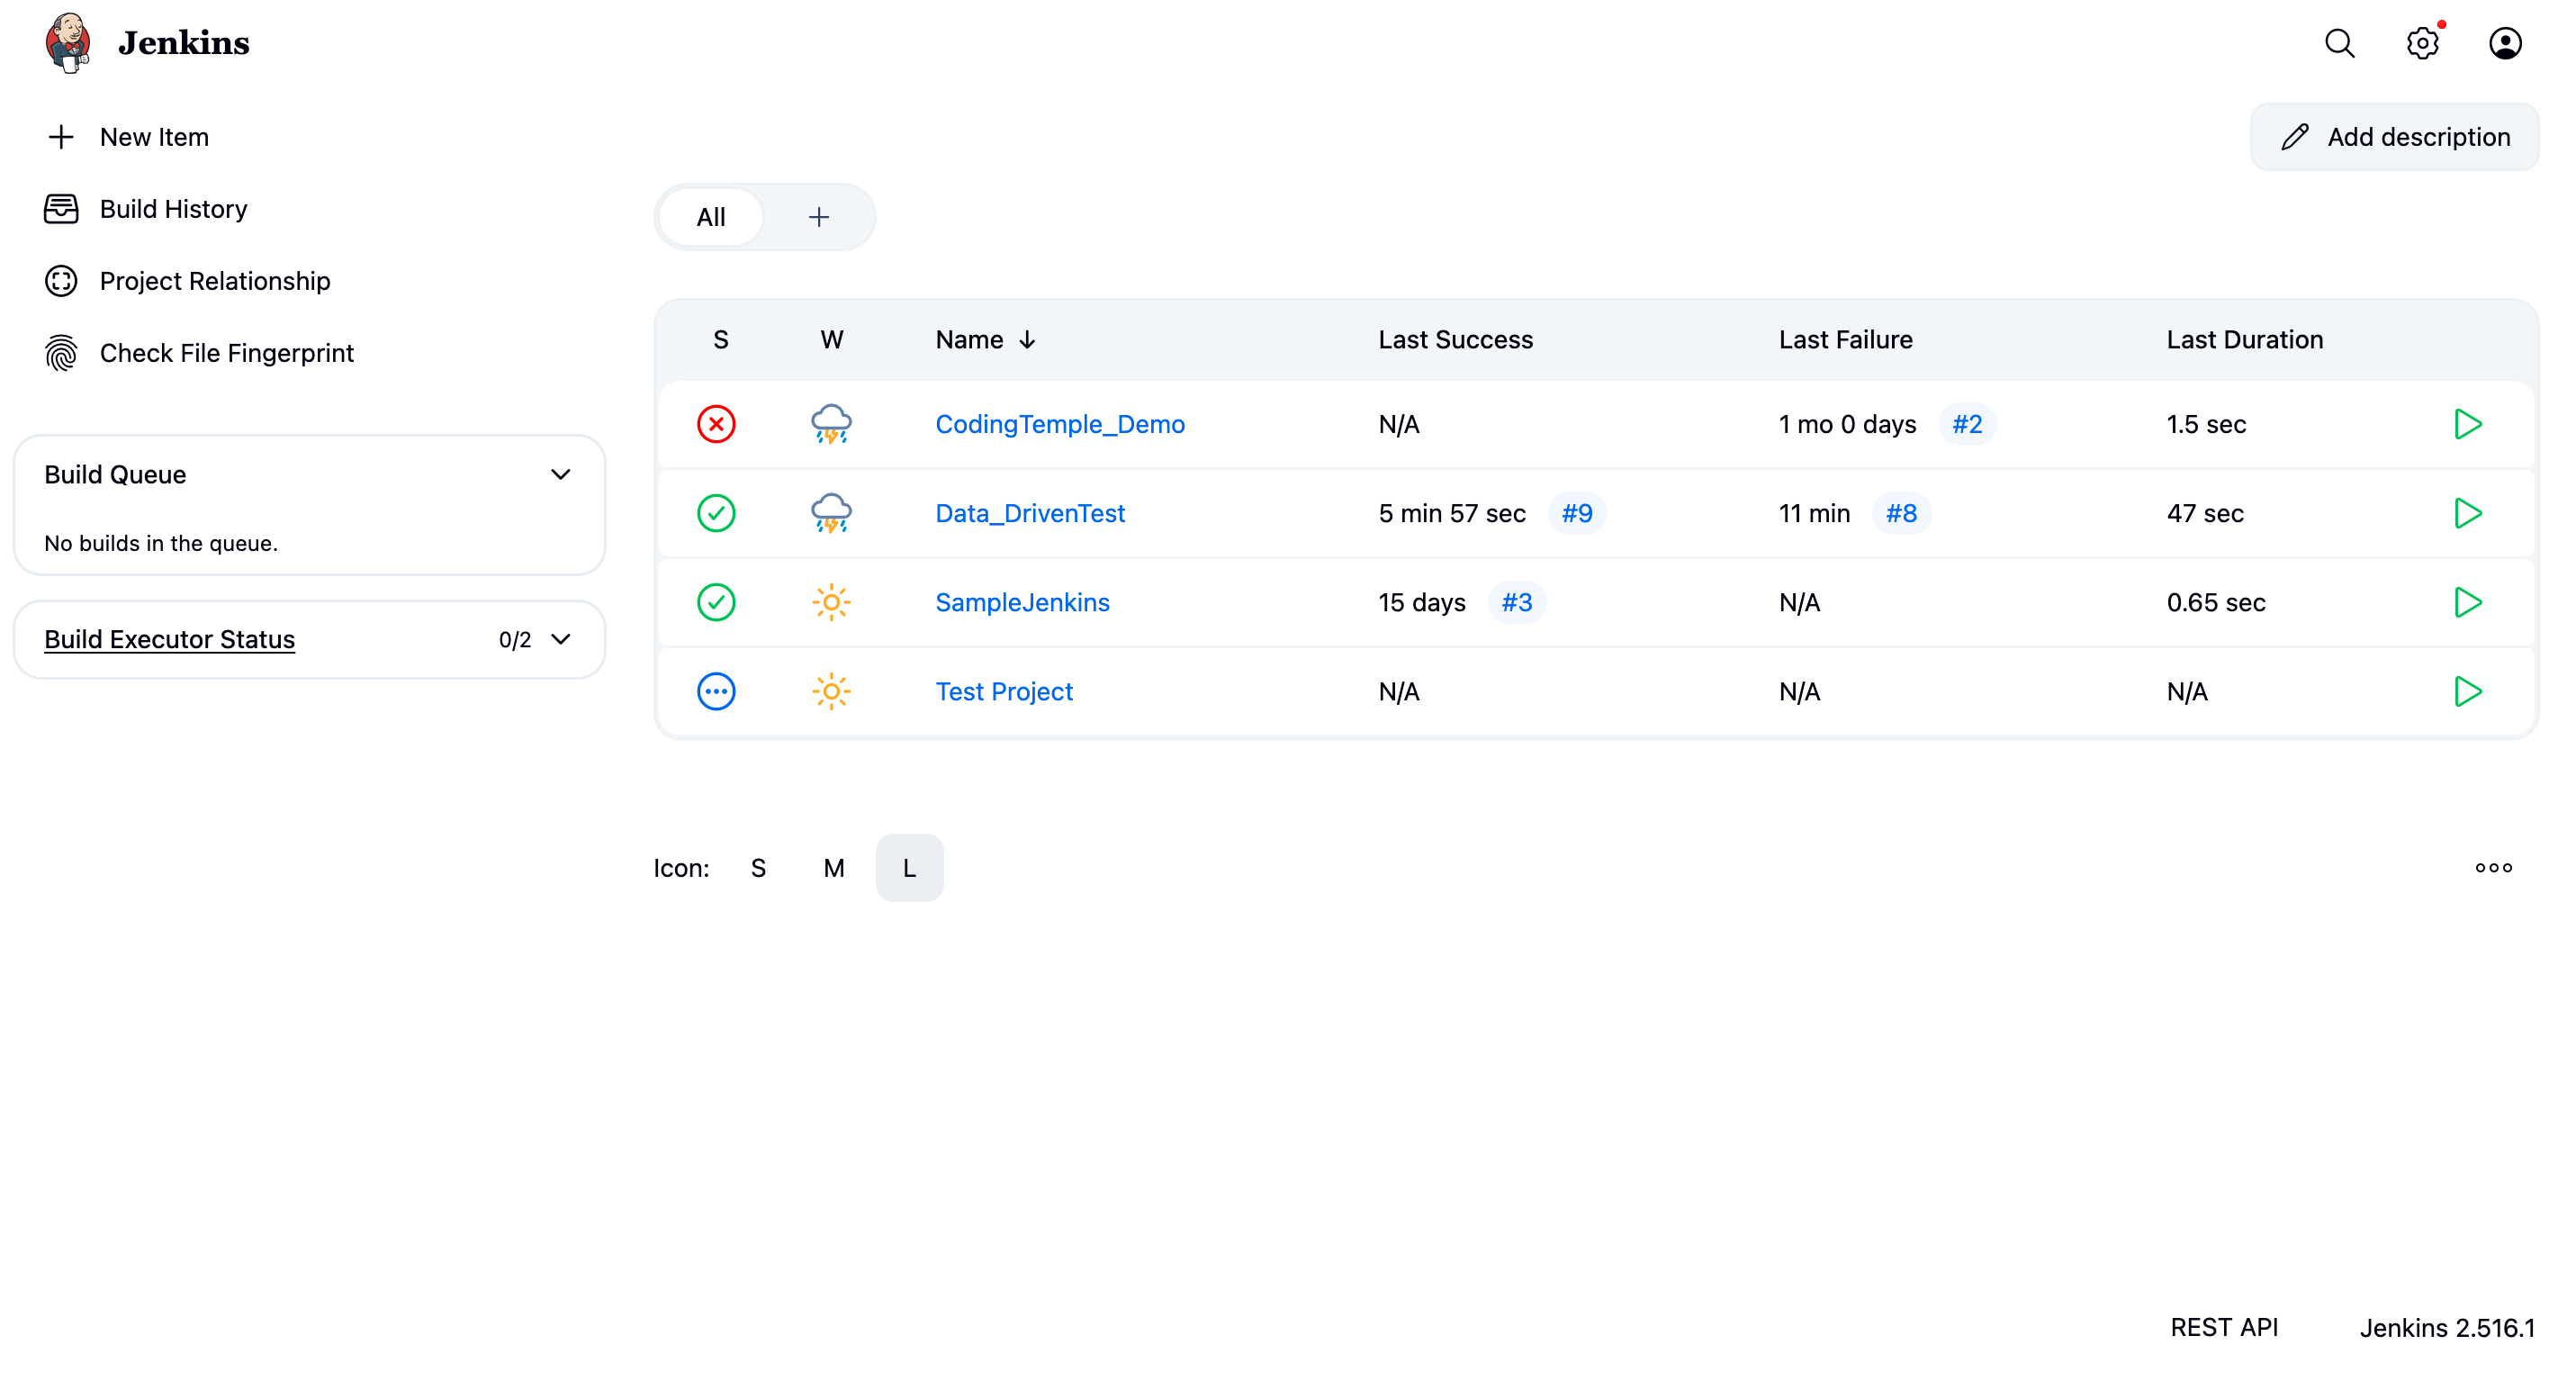 Jenkins
New Item
Build History
Project Relationship
Check File Fingerprint
Build Queue
No builds in the queue.
Build Executor Status 0/2
Add description
All +
S W Name ↓ Last Success Last Failure Last Duration
CodingTemple_Demo N/A 1 mo 0 days #2 1.5 sec
Data_DrivenTest 5 min 57 sec #9 11 min #8 47 sec
SampleJenkins 15 days #3 N/A 0.65 sec
Test Project N/A N/A N/A
Icon: S M L
REST API Jenkins 2.516.1